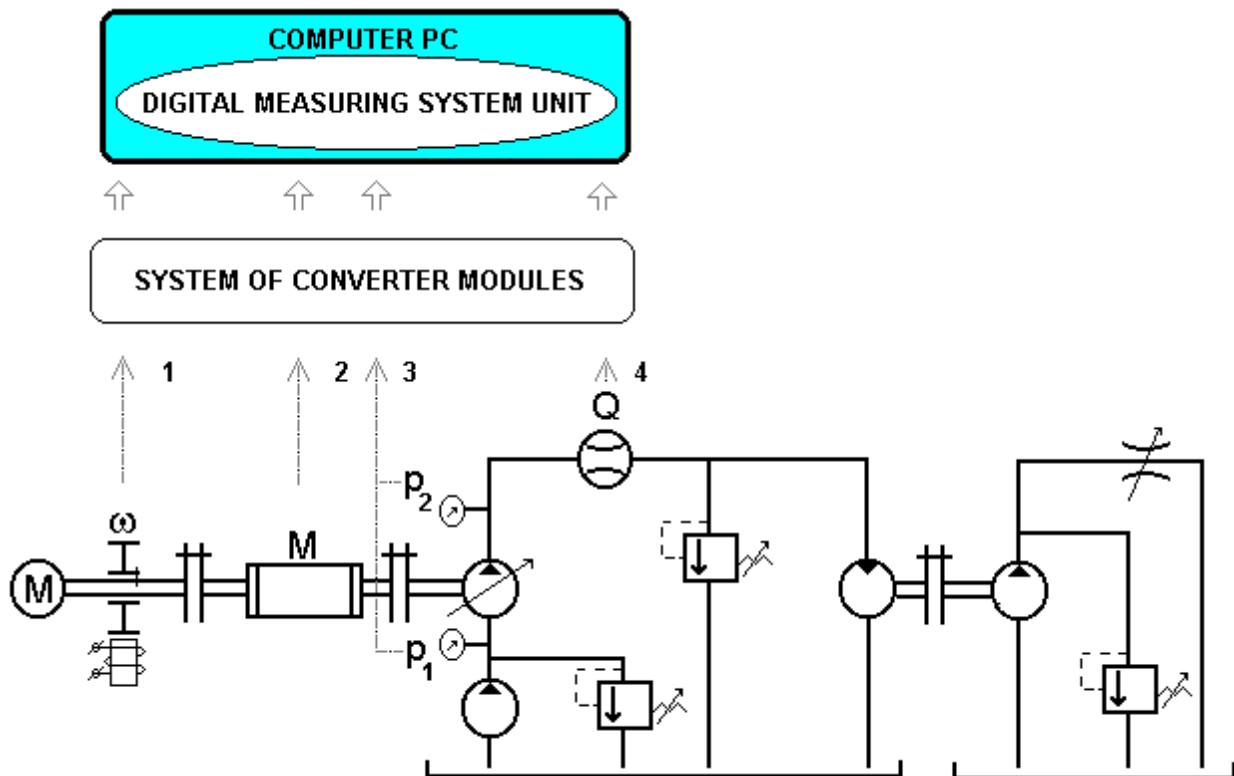 COMPUTER PC
DIGITAL MEASURING SYSTEM UNIT
SYSTEM OF CONVERTER MODULES
1 2 3 4
Q
p2
ω
M
M
p1